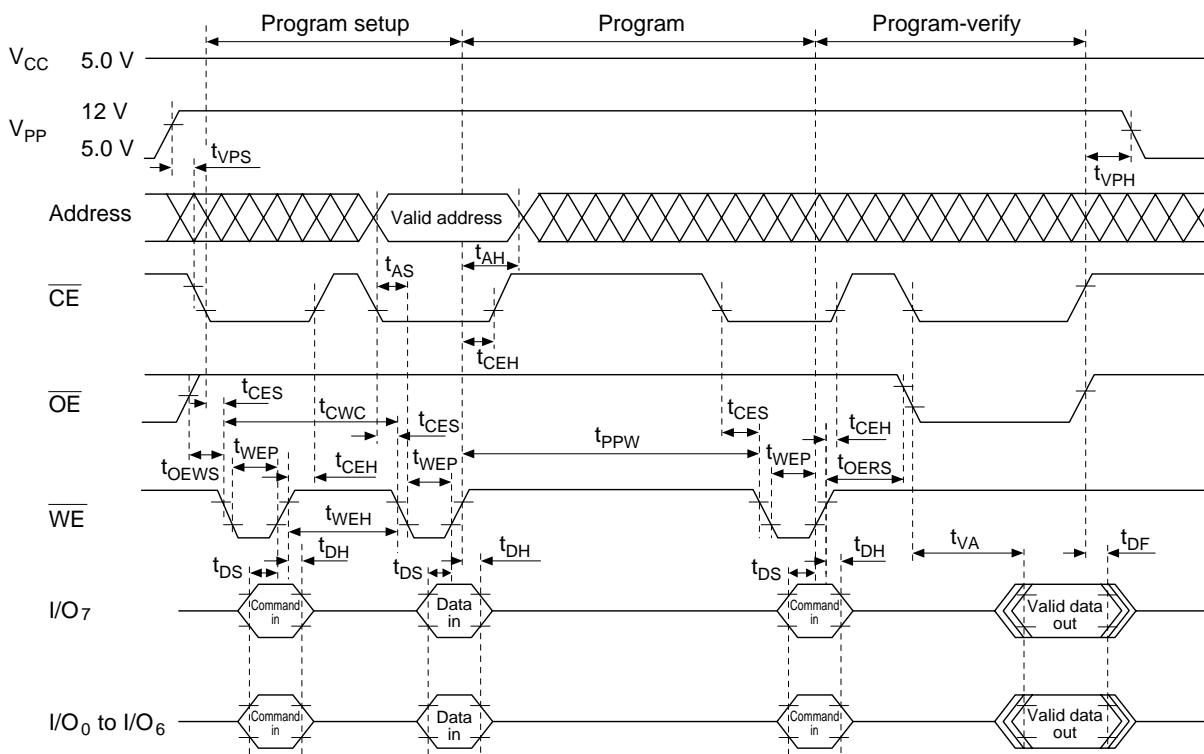 Program setup Program Program-verify
VCC 5.0 V
12 V
VPP
5.0 V
tVPS
tVPH
Address Valid address
tAS tAH
CE
tCEH
OE
tCES tCWC tCES tCES tCEH
tOEWS tWEP tCEH tWEP tPPW tWEP tOERS
WE
tWEH
tDS tDH tDS tDH tDS tDH tVA tDF
I/O7 Command in Data in Command in Valid data out
I/O0 to I/O6 Command in Data in Command in Valid data out